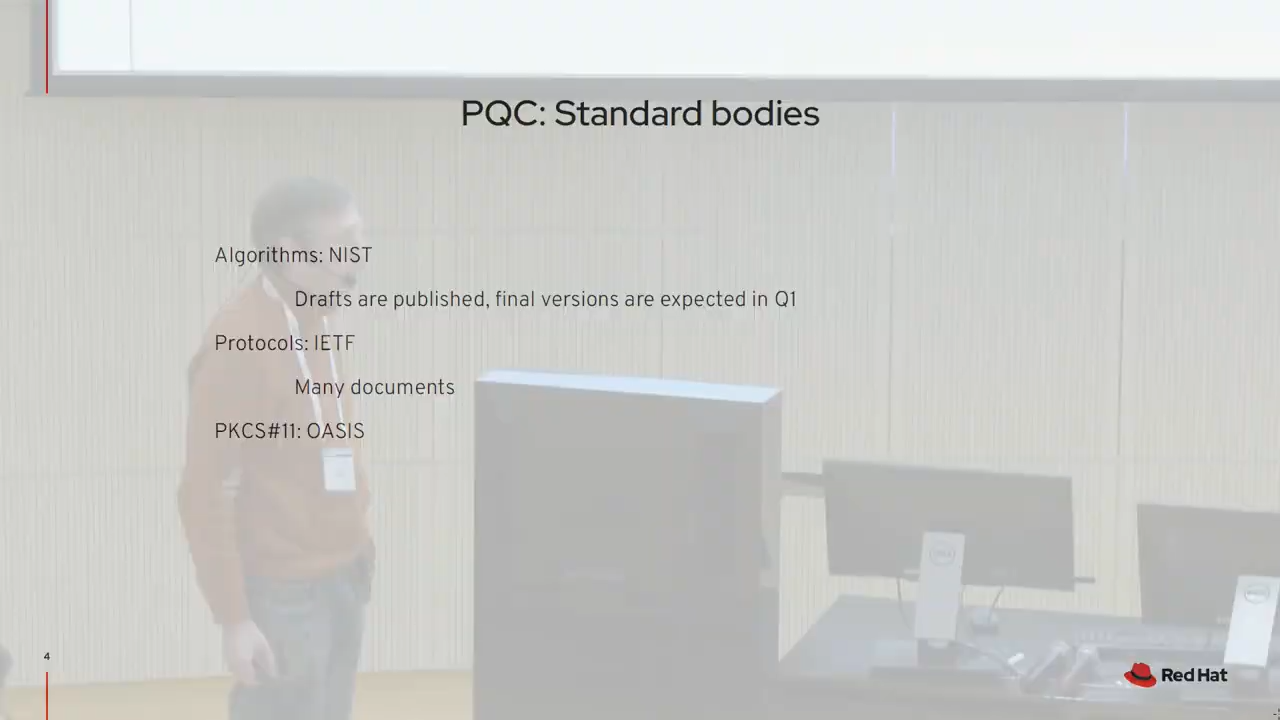 PQC: Standard bodies
Algorithms: NIST
Drafts are published, final versions are expected in Q1
Protocols: IETF
Many documents
PKCS#11: OASIS
4
Red Hat